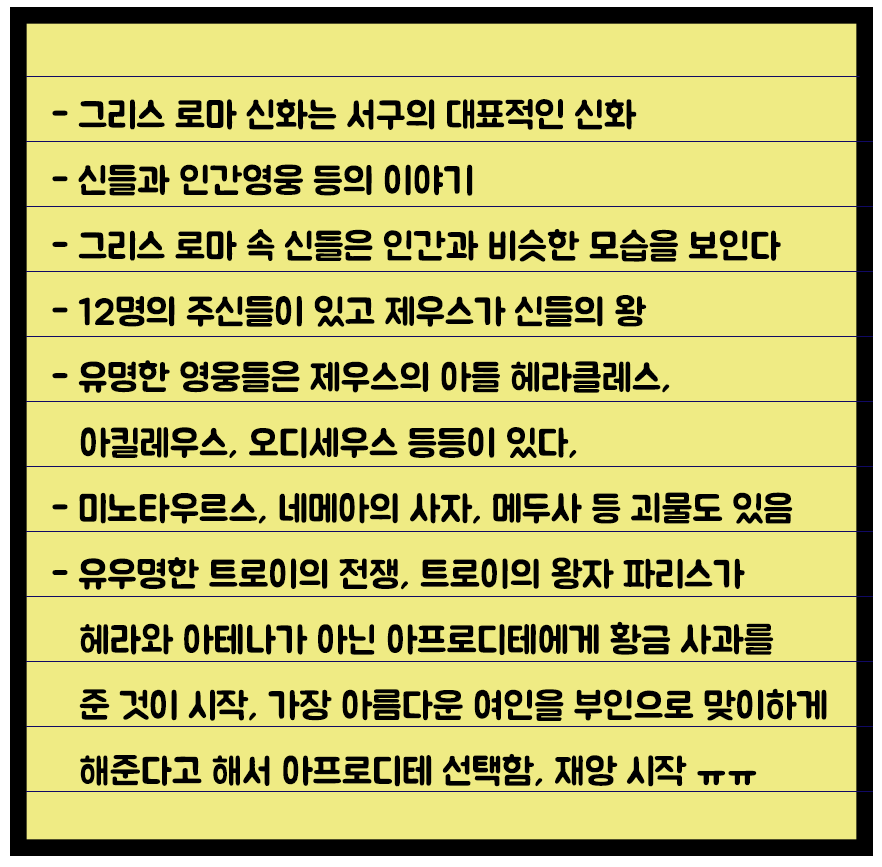 - 그리스 로마 신화는 서구의 대표적인 신화
- 신들과 인간영웅 등의 이야기
- 그리스 로마 속 신들은 인간과 비슷한 모습을 보인다
- 12명의 주신들이 있고 제우스가 신들의 왕
- 유명한 영웅들은 제우스의 아들 헤라클레스,
아킬레우스, 오디세우스 등등이 있다,
- 미노타우르스, 네메아의 사자, 메두사 등 괴물도 있음
- 유우명한 트로이의 전쟁, 트로이의 왕자 파리스가
헤라와 아테나가 아닌 아프로디테에게 황금 사과를
준 것이 시작, 가장 아름다운 여인을 부인으로 맞이하게
해준다고 해서 아프로디테 선택함, 재앙 시작 ㅠㅠ